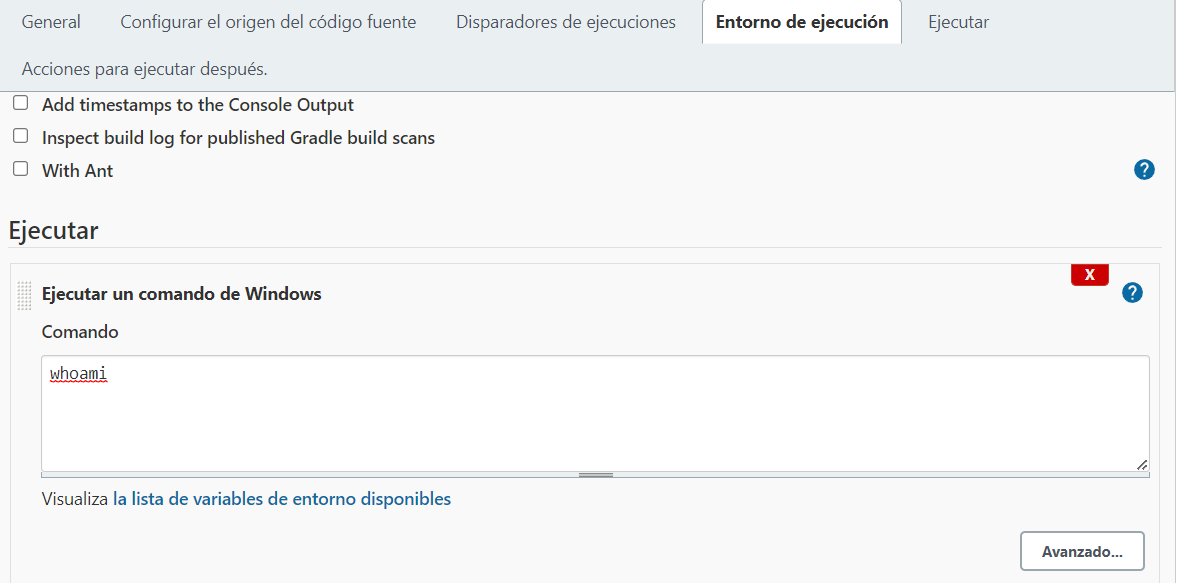 General Configurar el origen del código fuente Disparadores de ejecuciones Entorno de ejecución Ejecutar
Acciones para ejecutar después.
Add timestamps to the Console Output
Inspect build log for published Gradle build scans
With Ant ?
Ejecutar
X
Ejecutar un comando de Windows ?
Comando
whoami
Visualiza la lista de variables de entorno disponibles
Avanzado...